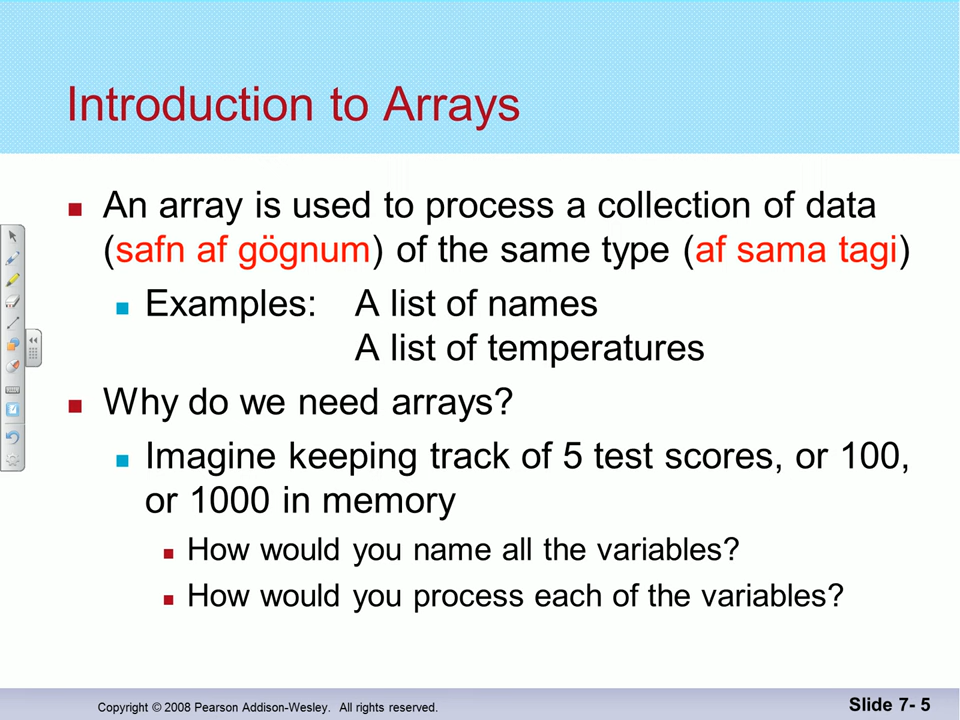 Introduction to Arrays
An array is used to process a collection of data
(safn af gögnum) of the same type (af sama tagi)
Examples: A list of names
A list of temperatures
Why do we need arrays?
Imagine keeping track of 5 test scores, or 100,
or 1000 in memory
How would you name all the variables?
How would you process each of the variables?
Copyright © 2008 Pearson Addison-Wesley. All rights reserved.
Slide 7- 5